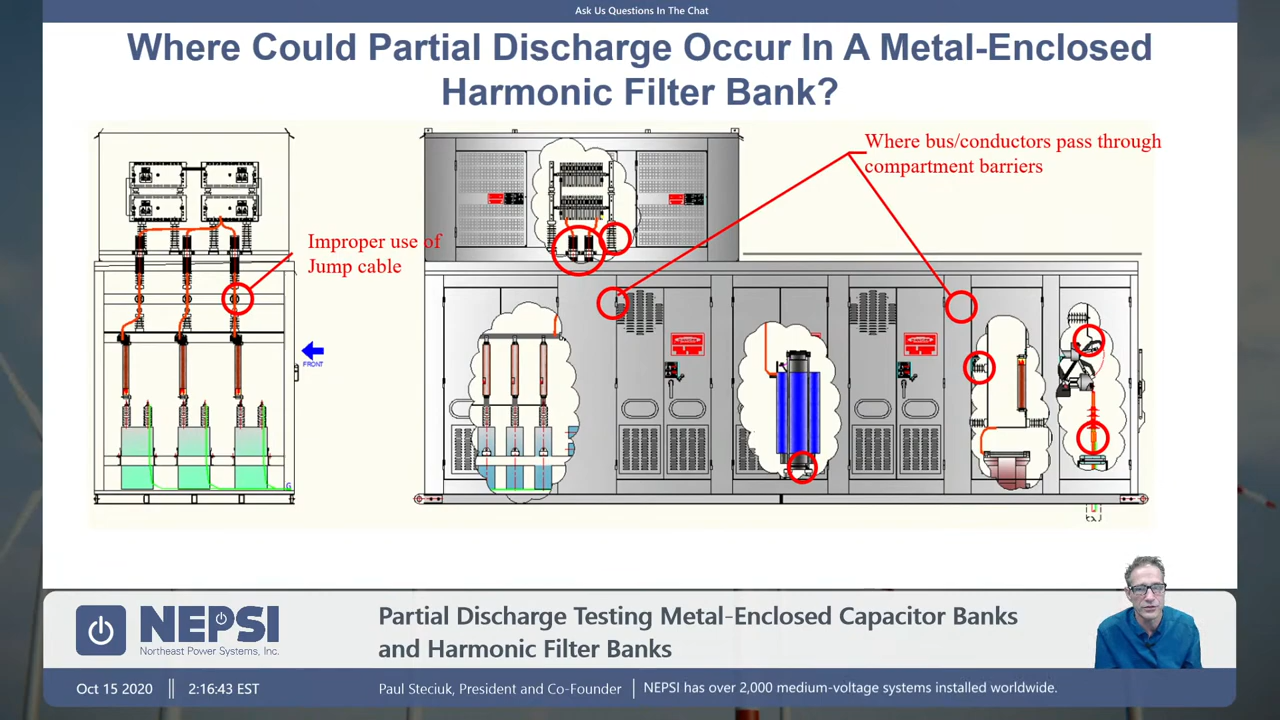 Ask Us Questions In The Chat
Where Could Partial Discharge Occur In A Metal-Enclosed
Harmonic Filter Bank?
Where bus/conductors pass through
compartment barriers
Improper use of
Jump cable
FRONT
G
NEPSI
Northeast Power Systems, Inc.
Partial Discharge Testing Metal-Enclosed Capacitor Banks
and Harmonic Filter Banks
Oct 15 2020
2:16:43 EST
Paul Steciuk, President and Co-Founder
NEPSI has over 2,000 medium-voltage systems installed worldwide.